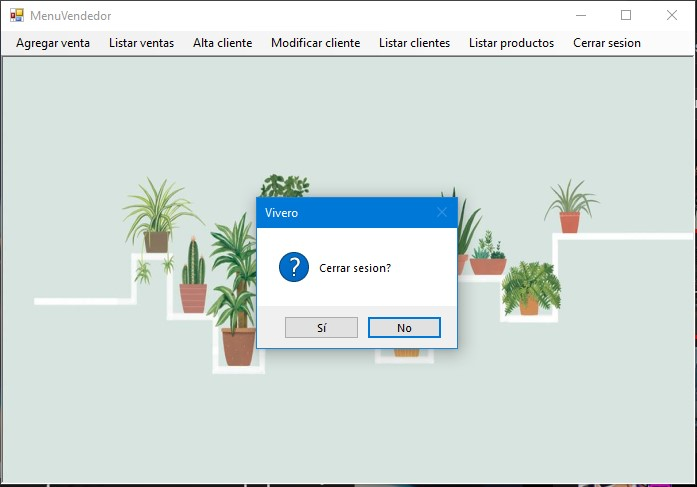 MenuVendedor
Agregar venta Listar ventas Alta cliente Modificar cliente Listar clientes Listar productos Cerrar sesion
Vivero
? Cerrar sesion?
Sí No